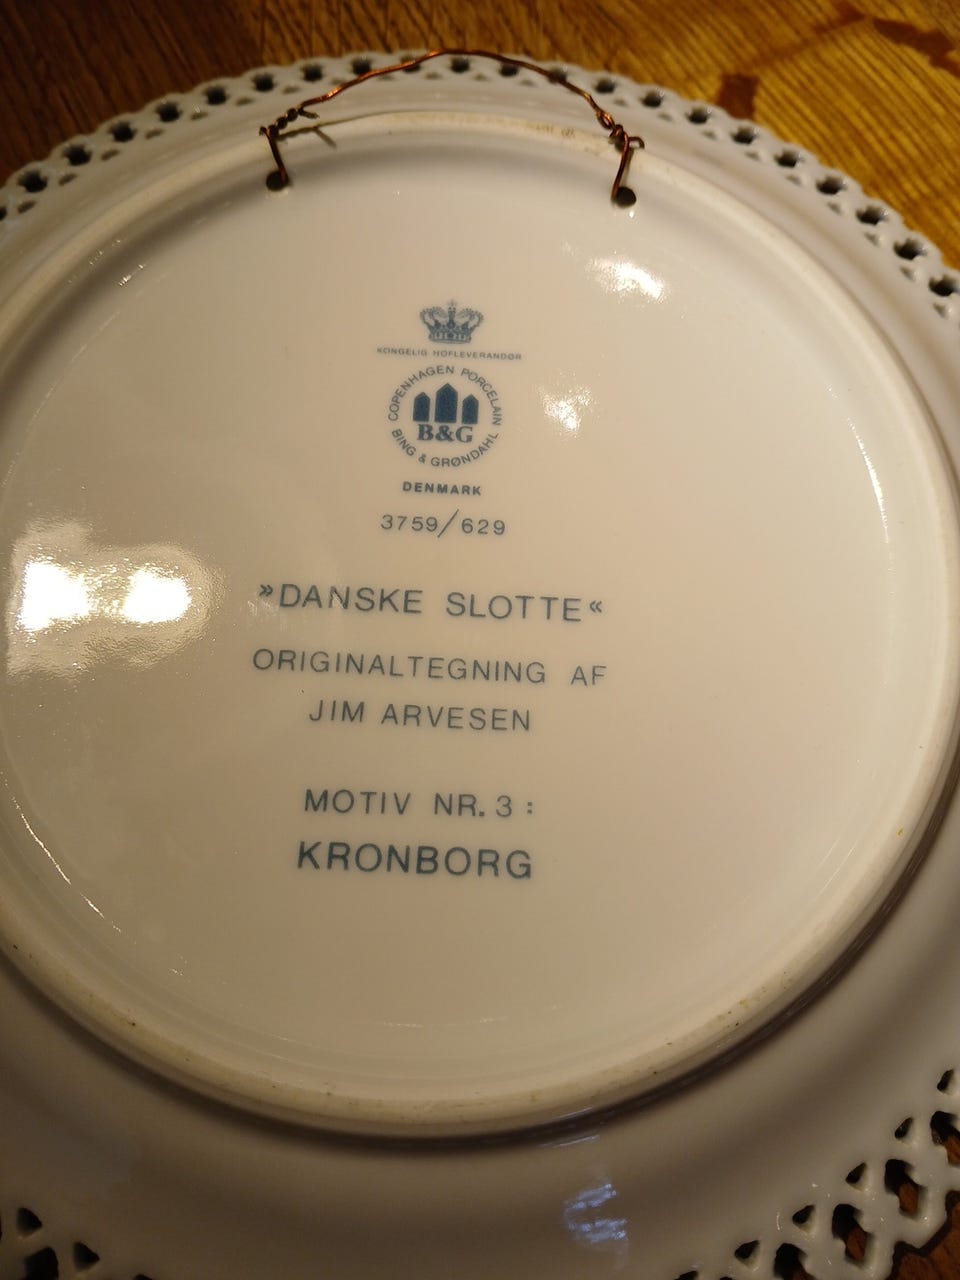 KONGELIG HOFLEVERANDØR
COPENHAGEN PORCELAIN
B&G
BING & GRØNDAHL
DENMARK
3759/629
»DANSKE SLOTTE«
ORIGINALTEGNING AF
JIM ARVESEN
MOTIV NR. 3:
KRONBORG